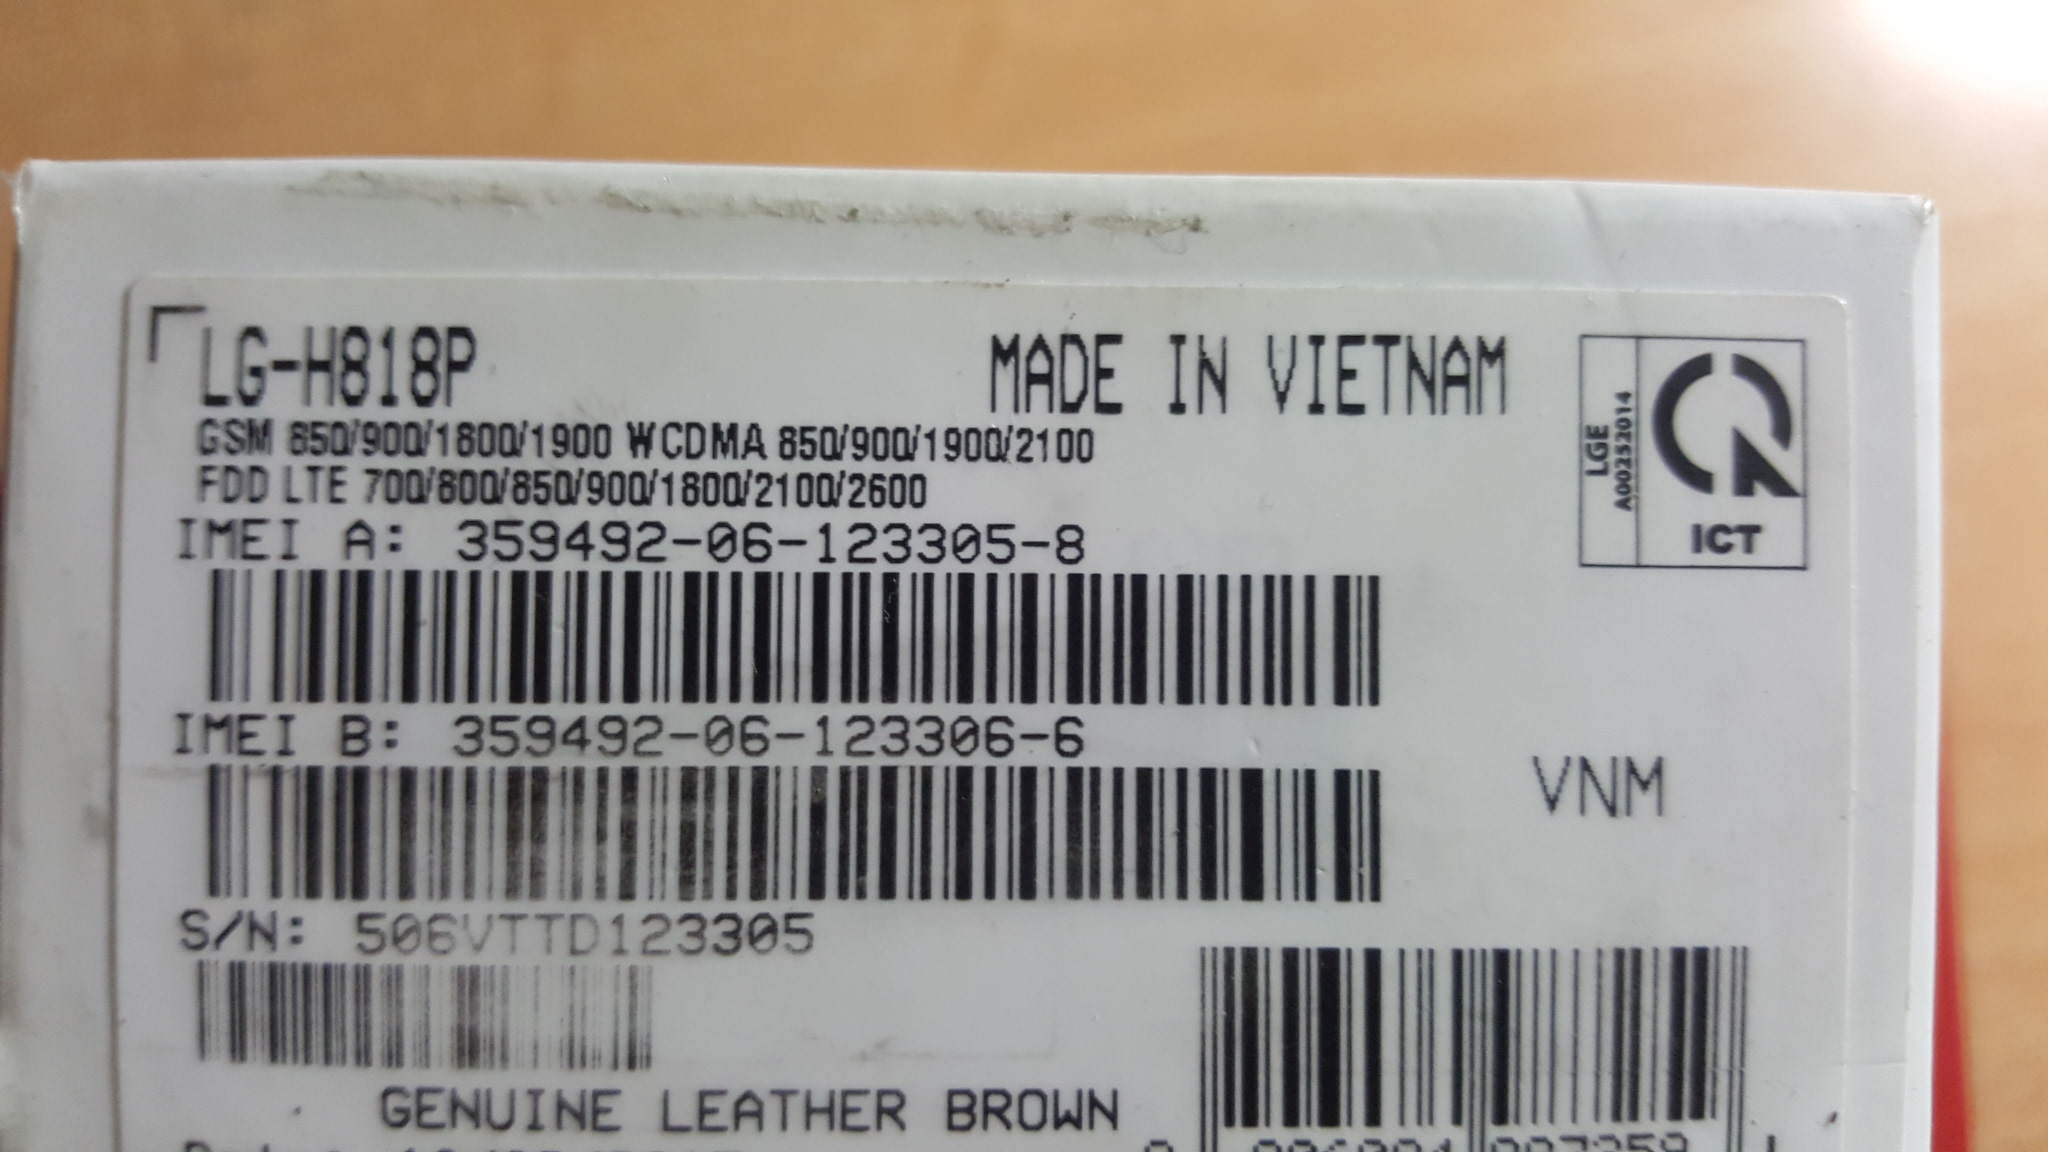 LG-H818P
MADE IN VIETNAM
GSM 850/900/1800/1900 WCDMA 850/900/1900/2100
FDD LTE 700/800/850/900/1800/2100/2600
LGE
A00252014
ICT
IMEI A: 359492-06-123305-8
IMEI B: 359492-06-123306-6
VNM
S/N: 506VTTD123305
GENUINE LEATHER BROWN